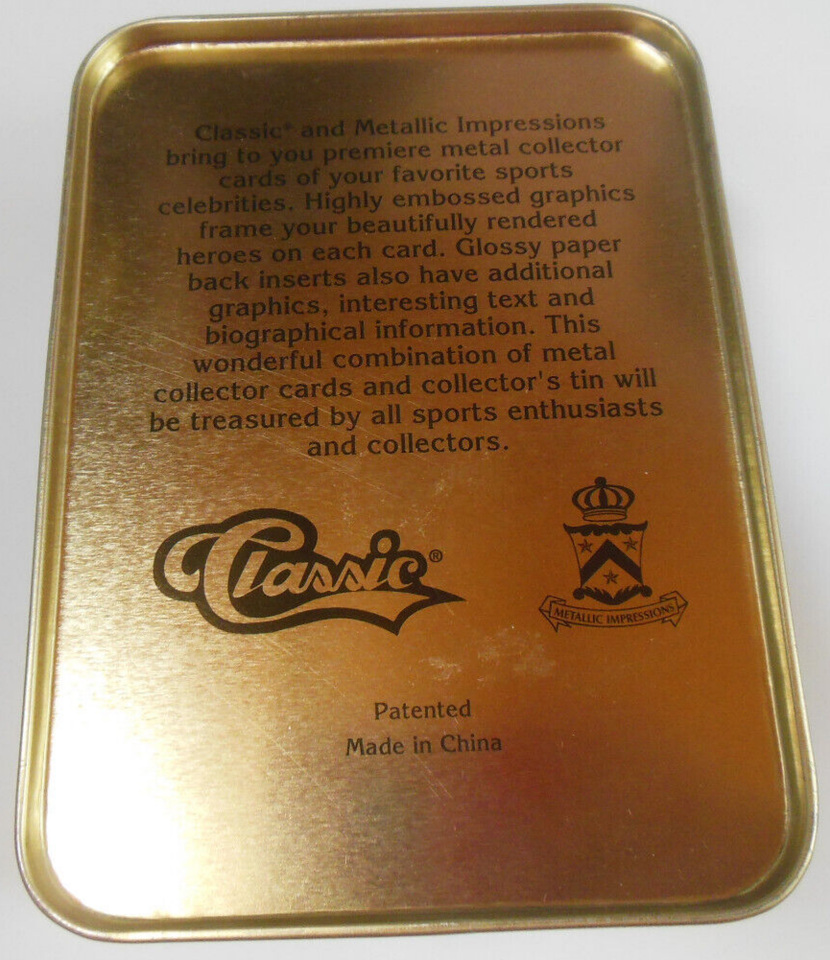 Classic® and Metallic Impressions
bring to you premiere metal collector
cards of your favorite sports
celebrities. Highly embossed graphics
frame your beautifully rendered
heroes on each card. Glossy paper
back inserts also have additional
graphics, interesting text and
biographical information. This
wonderful combination of metal
collector cards and collector's tin will
be treasured by all sports enthusiasts
and collectors.
Classic®
METALLIC IMPRESSIONS
Patented
Made in China